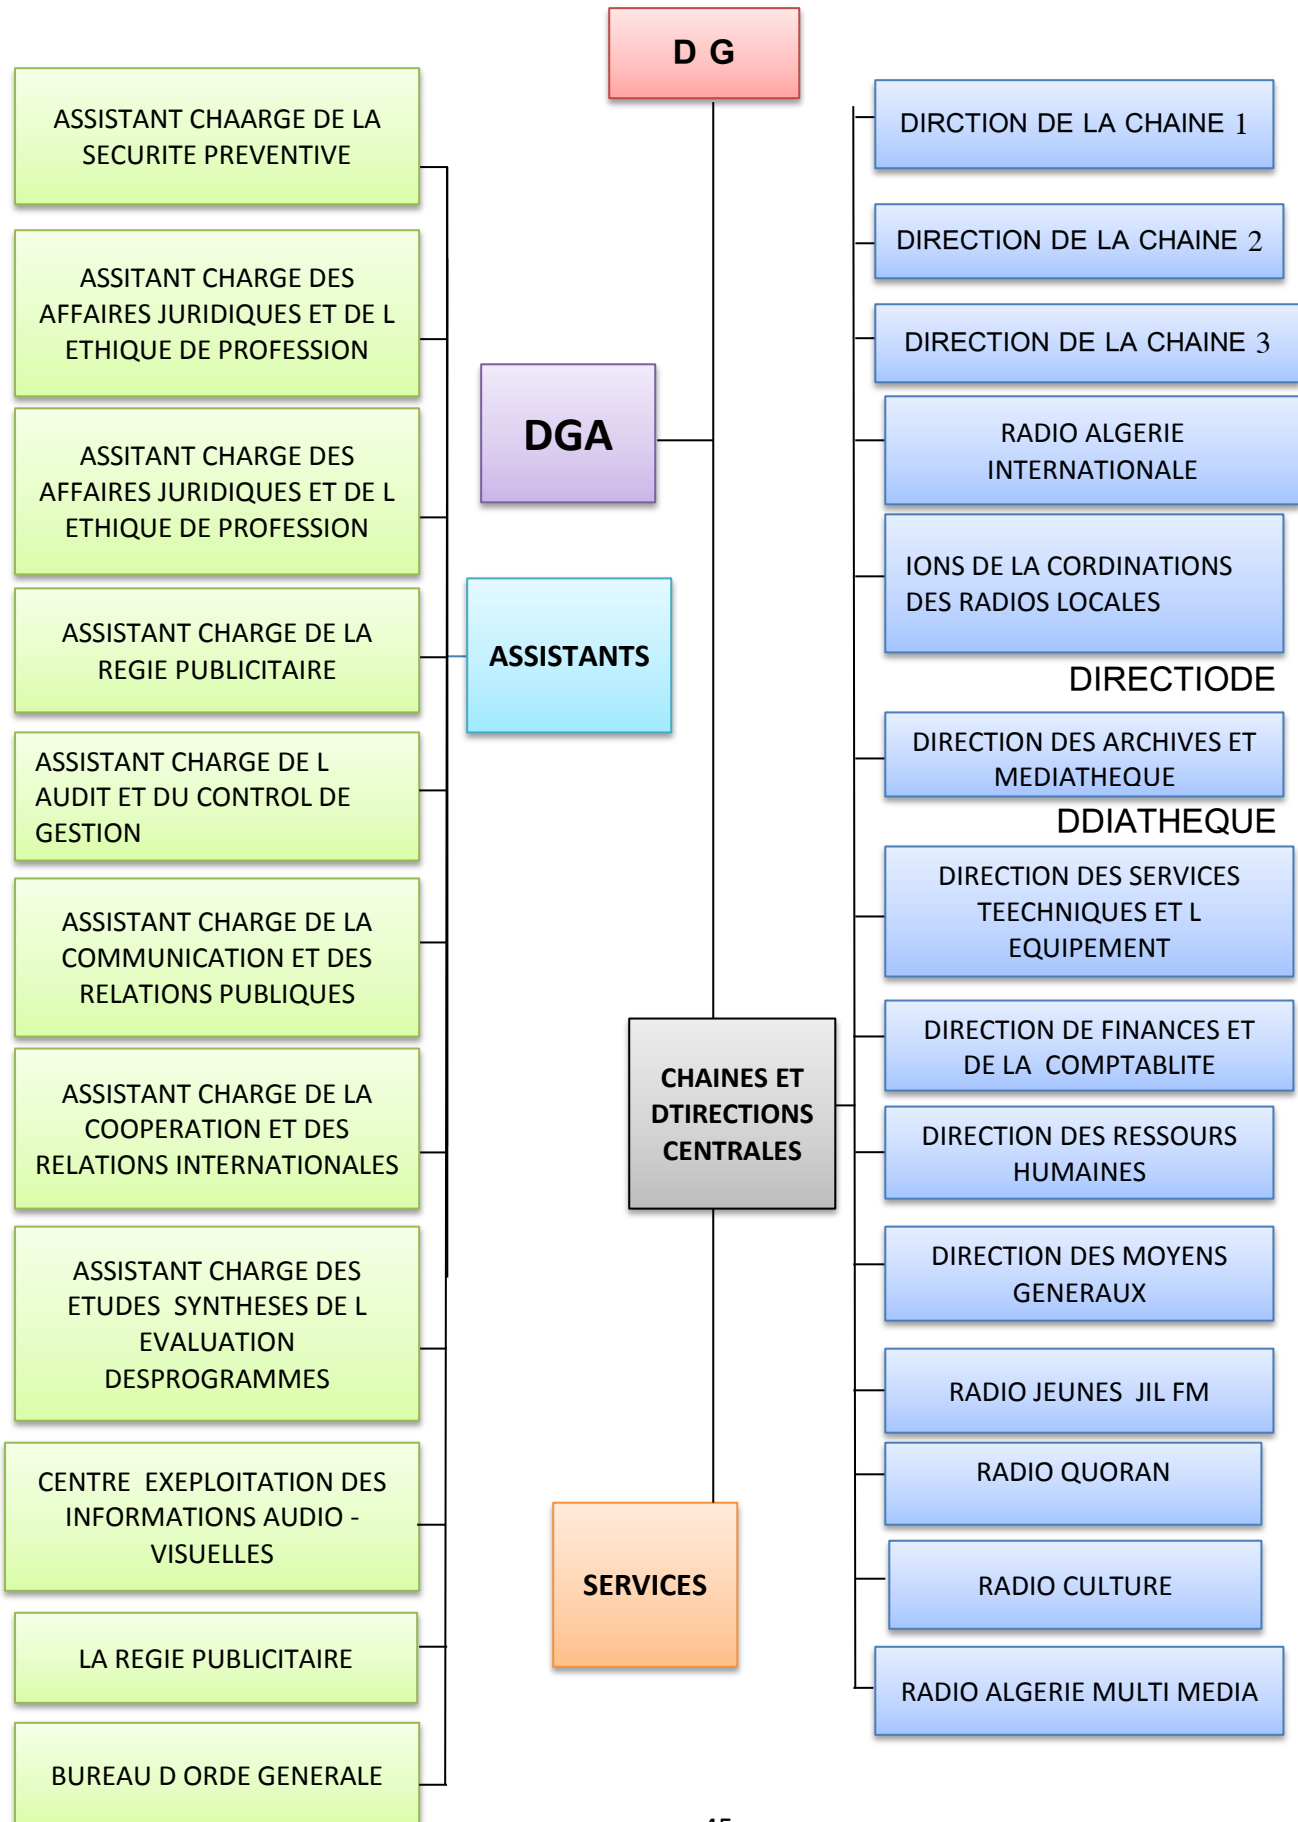 D G
ASSISTANT CHAARGE DE LA
SECURITE PREVENTIVE
ASSITANT CHARGE DES
AFFAIRES JURIDIQUES ET DE L
ETHIQUE DE PROFESSION
ASSITANT CHARGE DES
AFFAIRES JURIDIQUES ET DE L
ETHIQUE DE PROFESSION
ASSISTANT CHARGE DE LA
REGIE PUBLICITAIRE
ASSISTANT CHARGE DE L
AUDIT ET DU CONTROL DE
GESTION
ASSISTANT CHARGE DE LA
COMMUNICATION ET DES
RELATIONS PUBLIQUES
ASSISTANT CHARGE DE LA
COOPERATION ET DES
RELATIONS INTERNATIONALES
ASSISTANT CHARGE DES
ETUDES SYNTHESES DE L
EVALUATION
DESPROGRAMMES
CENTRE EXEPLOITATION DES
INFORMATIONS AUDIO -
VISUELLES
LA REGIE PUBLICITAIRE
BUREAU D ORDE GENERALE
DGA
ASSISTANTS
CHAINES ET
DTIRECTIONS
CENTRALES
SERVICES
DIRCTION DE LA CHAINE 1
DIRECTION DE LA CHAINE 2
DIRECTION DE LA CHAINE 3
RADIO ALGERIE
INTERNATIONALE
IONS DE LA CORDINATIONS
DES RADIOS LOCALES
DIRECTIODE
DIRECTION DES ARCHIVES ET
MEDIATHEQUE
DDIATHEQUE
DIRECTION DES SERVICES
TEECHNIQUES ET L
EQUIPEMENT
DIRECTION DE FINANCES ET
DE LA COMPTABLITE
DIRECTION DES RESSOURS
HUMAINES
DIRECTION DES MOYENS
GENERAUX
RADIO JEUNES JIL FM
RADIO QUORAN
RADIO CULTURE
RADIO ALGERIE MULTI MEDIA